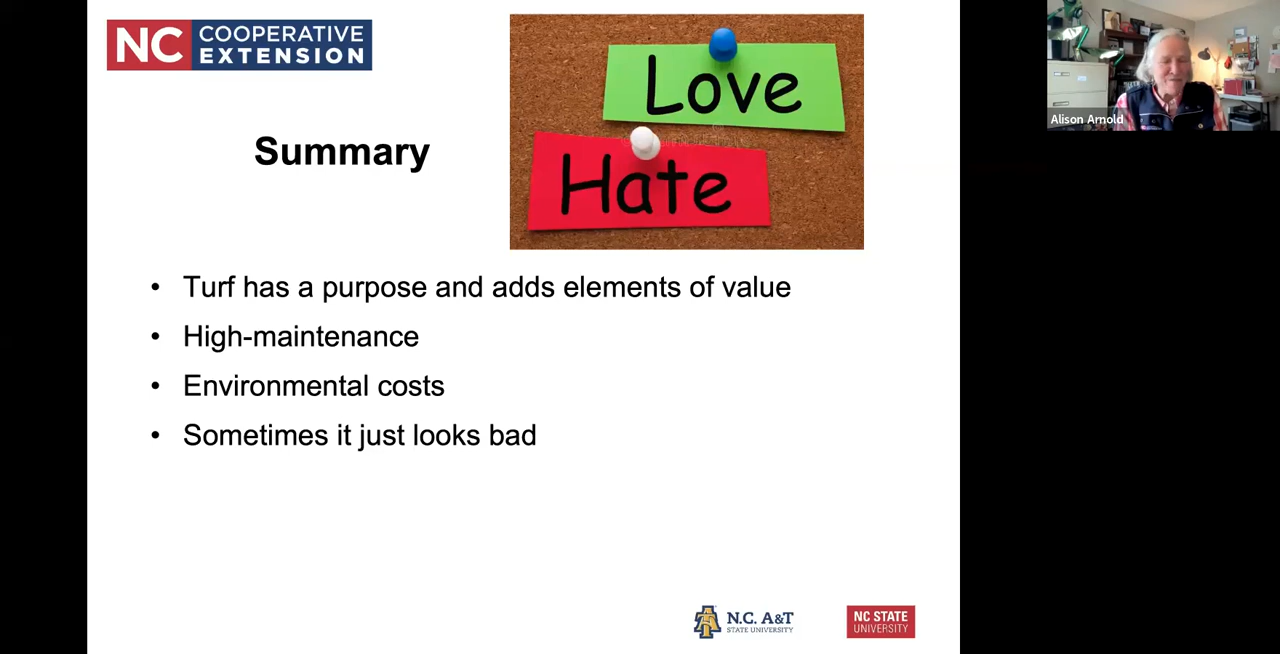 NC COOPERATIVE
EXTENSION
Love
Hate
Alison Arnold
Summary
• Turf has a purpose and adds elements of value
• High-maintenance
• Environmental costs
• Sometimes it just looks bad
N.C. A&T
STATE UNIVERSITY
NC STATE
UNIVERSITY